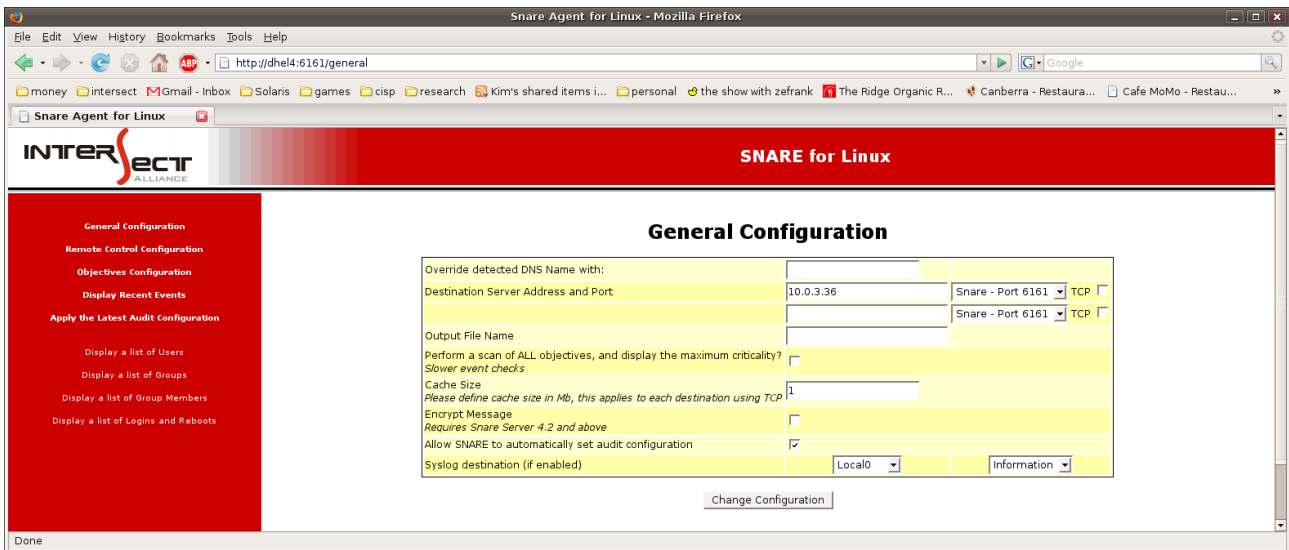 Snare Agent for Linux - Mozilla Firefox
File Edit View History Bookmarks Tools Help
http://dhel4:6161/general
G Google
ABP
money intersect Gmail - Inbox Solaris games cisp research Kim's shared items i... personal the show with zefrank The Ridge Organic R... Canberra - Restaura... Cafe MoMo - Restau... »
Snare Agent for Linux
INTERSECT
ALLIANCE
SNARE for Linux
General Configuration
Remote Control Configuration
Objectives Configuration
Display Recent Events
Apply the Latest Audit Configuration
Display a list of Users
Display a list of Groups
Display a list of Group Members
Display a list of Logins and Reboots
General Configuration
Override detected DNS Name with:
Destination Server Address and Port 10.0.3.36 Snare - Port 6161 TCP
Snare - Port 6161 TCP
Output File Name
Perform a scan of ALL objectives, and display the maximum criticality?
Slower event checks
Cache Size 1
Please define cache size in Mb, this applies to each destination using TCP
Encrypt Message
Requires Snare Server 4.2 and above
Allow SNARE to automatically set audit configuration
Syslog destination (if enabled) Local0 Information
Change Configuration
Done